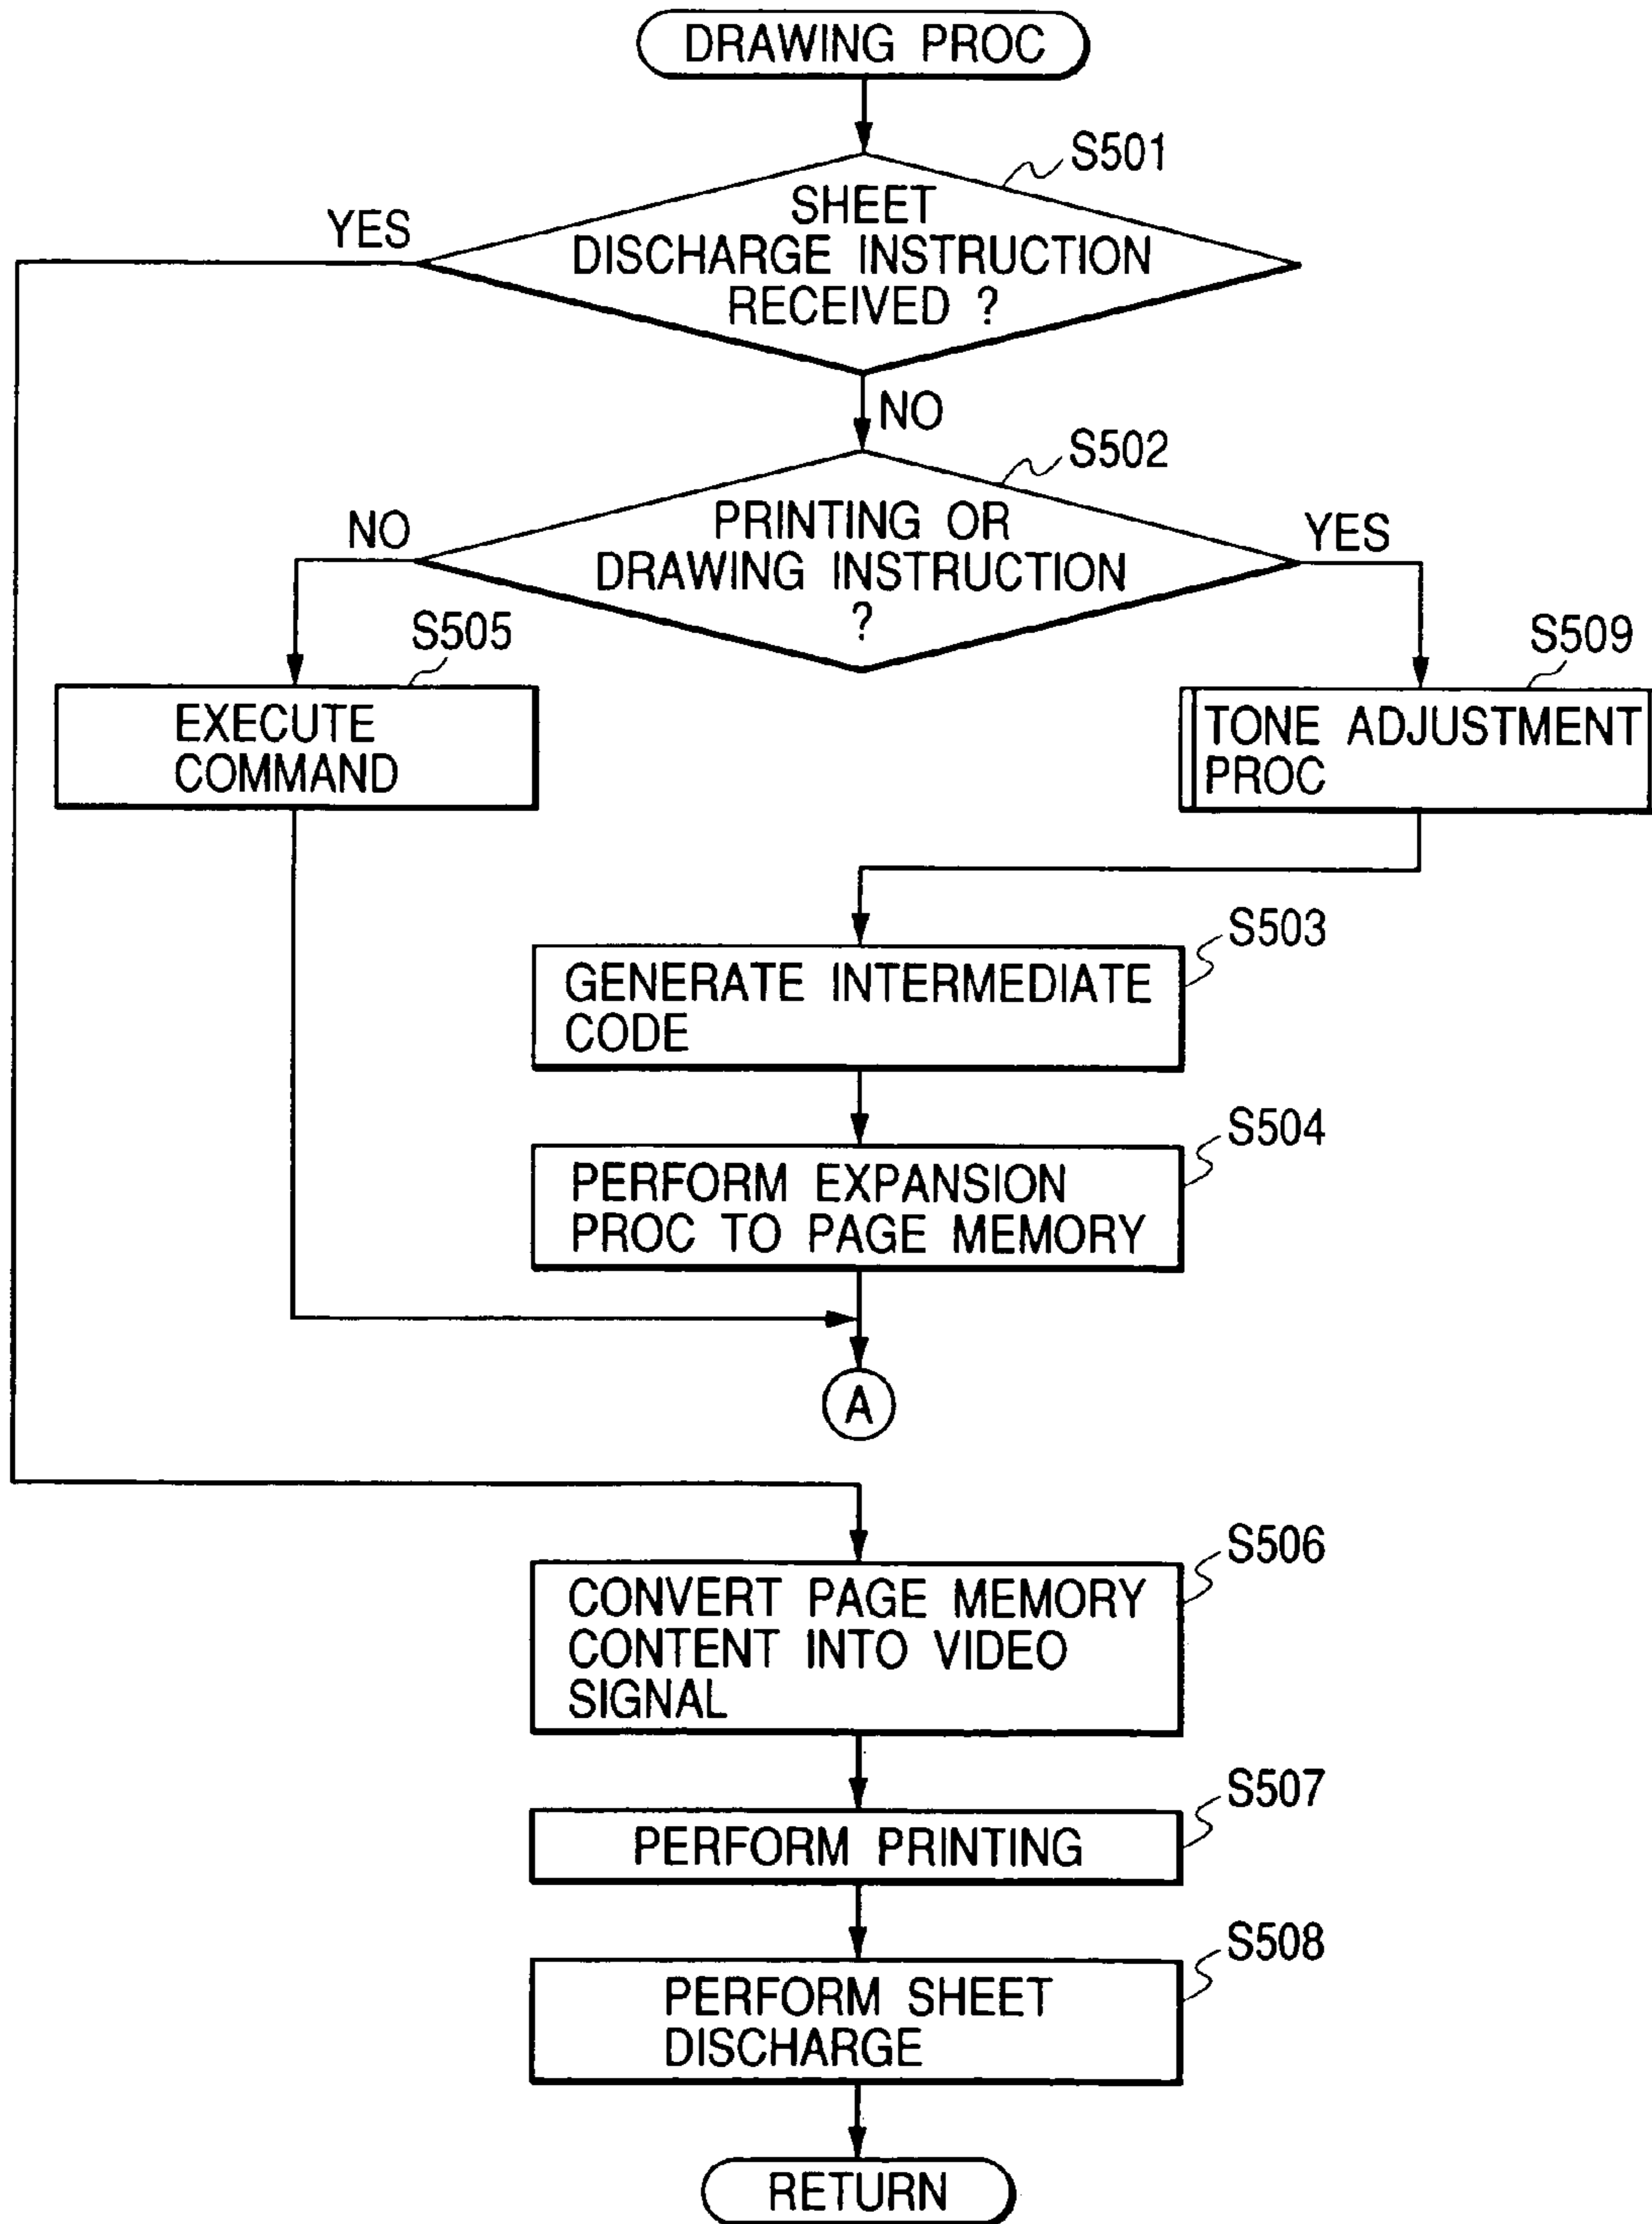 DRAWING PROC
S501
SHEET
DISCHARGE INSTRUCTION
RECEIVED ?
YES
NO
S502
PRINTING OR
DRAWING INSTRUCTION
?
NO
YES
S505
EXECUTE
COMMAND
S509
TONE ADJUSTMENT
PROC
S503
GENERATE INTERMEDIATE
CODE
S504
PERFORM EXPANSION
PROC TO PAGE MEMORY
A
S506
CONVERT PAGE MEMORY
CONTENT INTO VIDEO
SIGNAL
S507
PERFORM PRINTING
S508
PERFORM SHEET
DISCHARGE
RETURN